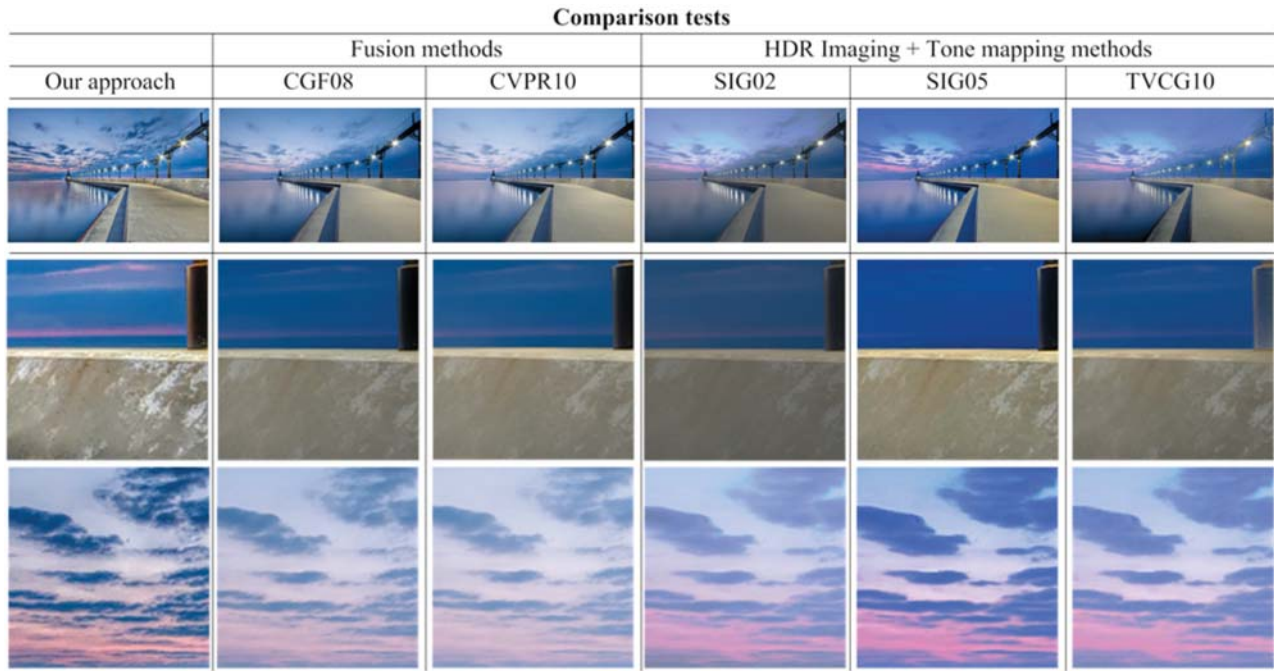 Comparison tests
Fusion methods HDR Imaging + Tone mapping methods
Our approach CGF08 CVPR10 SIG02 SIG05 TVCG10